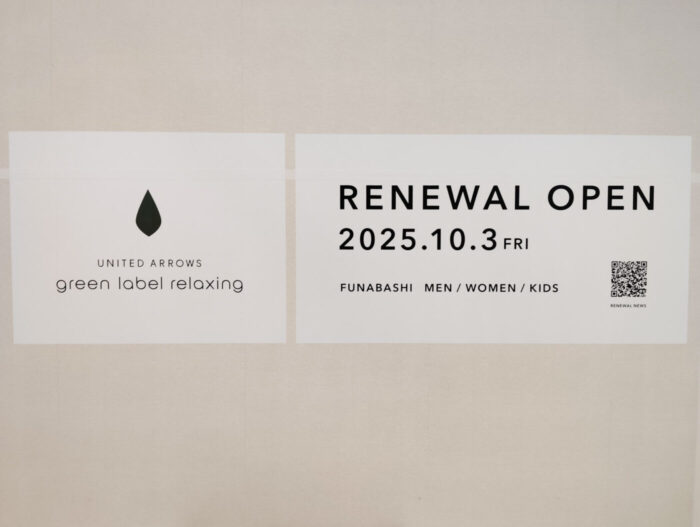 UNITED ARROWS
green label relaxing
RENEWAL OPEN
2025.10.3 FRI
FUNABASHI MEN / WOMEN / KIDS
RENEWAL NEWS